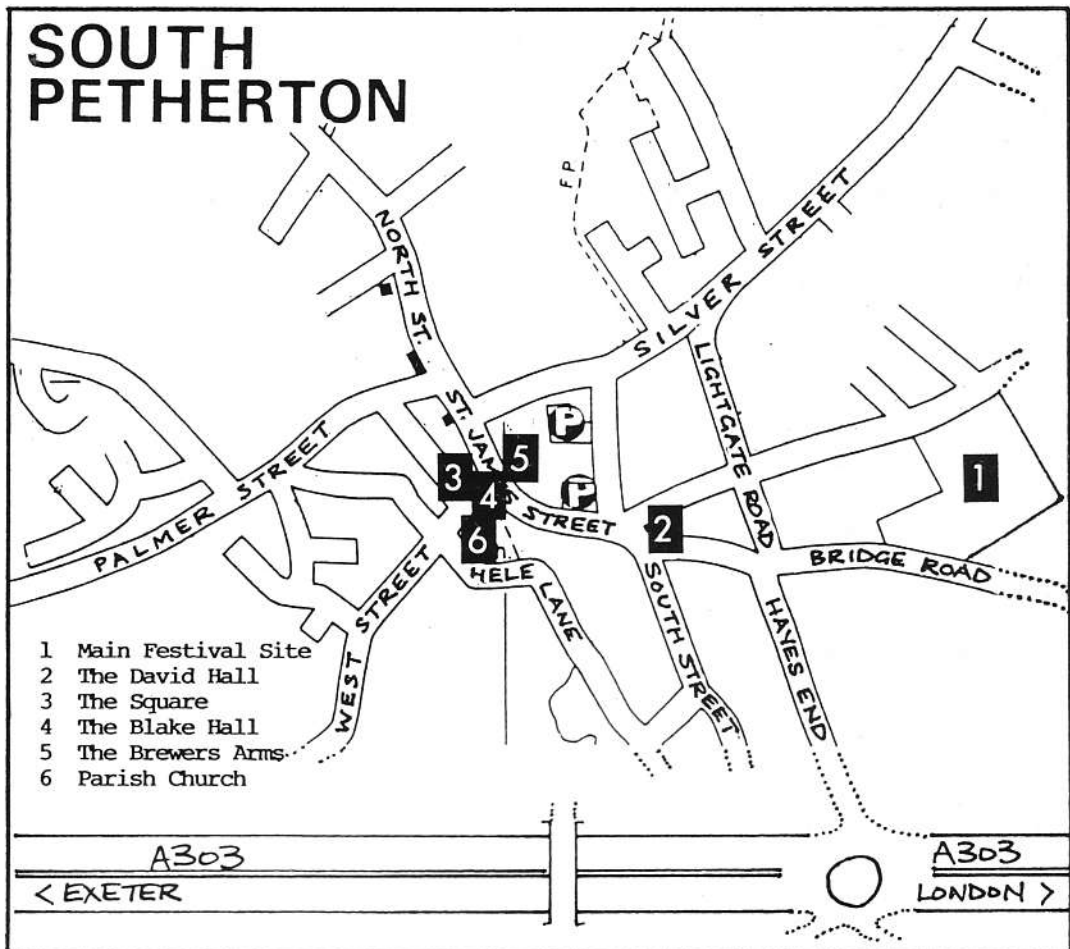 SOUTH
PETHERTON
FP
NORTH ST.
SILVER STREET
LIGHTGATE ROAD
P
ST. JAMES STREET
5
3
4
P
1
PALMER STREET
2
6
HELE LANE
BRIDGE ROAD
WEST STREET
SOUTH STREET
HAYES END
1 Main Festival Site
2 The David Hall
3 The Square
4 The Blake Hall
5 The Brewers Arms
6 Parish Church
A303
A303
< EXETER
LONDON >